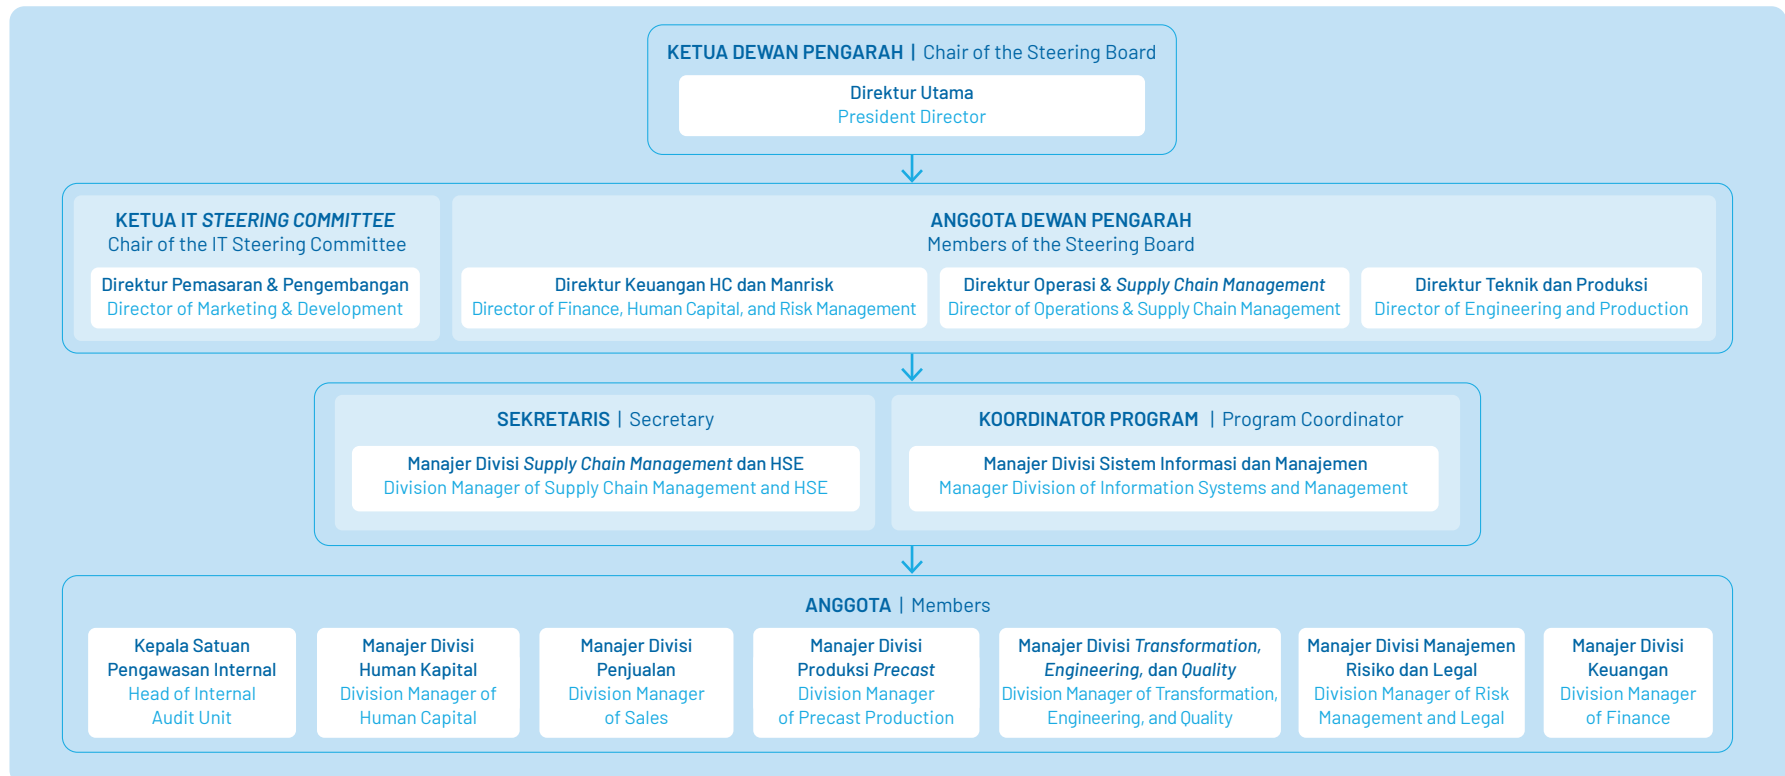 KETUA DEWAN PENGARAH | Chair of the Steering Board
Direktur Utama
President Director
KETUA IT STEERING COMMITTEE
Chair of the IT Steering Committee
Direktur Pemasaran & Pengembangan
Director of Marketing & Development
ANGGOTA DEWAN PENGARAH
Members of the Steering Board
Direktur Keuangan HC dan Manrisk
Director of Finance, Human Capital, and Risk Management
Direktur Operasi & Supply Chain Management
Director of Operations & Supply Chain Management
Direktur Teknik dan Produksi
Director of Engineering and Production
SEKRETARIS | Secretary
Manajer Divisi Supply Chain Management dan HSE
Division Manager of Supply Chain Management and HSE
KOORDINATOR PROGRAM | Program Coordinator
Manajer Divisi Sistem Informasi dan Manajemen
Manager Division of Information Systems and Management
ANGGOTA | Members
Kepala Satuan
Pengawasan Internal
Head of Internal
Audit Unit
Manajer Divisi
Human Kapital
Division Manager of
Human Capital
Manajer Divisi
Penjualan
Division Manager
of Sales
Manajer Divisi
Produksi Precast
Division Manager
of Precast Production
Manajer Divisi Transformation,
Engineering, dan Quality
Division Manager of Transformation,
Engineering, and Quality
Manajer Divisi Manajemen
Risiko dan Legal
Division Manager of Risk
Management and Legal
Manajer Divisi
Keuangan
Division Manager
of Finance